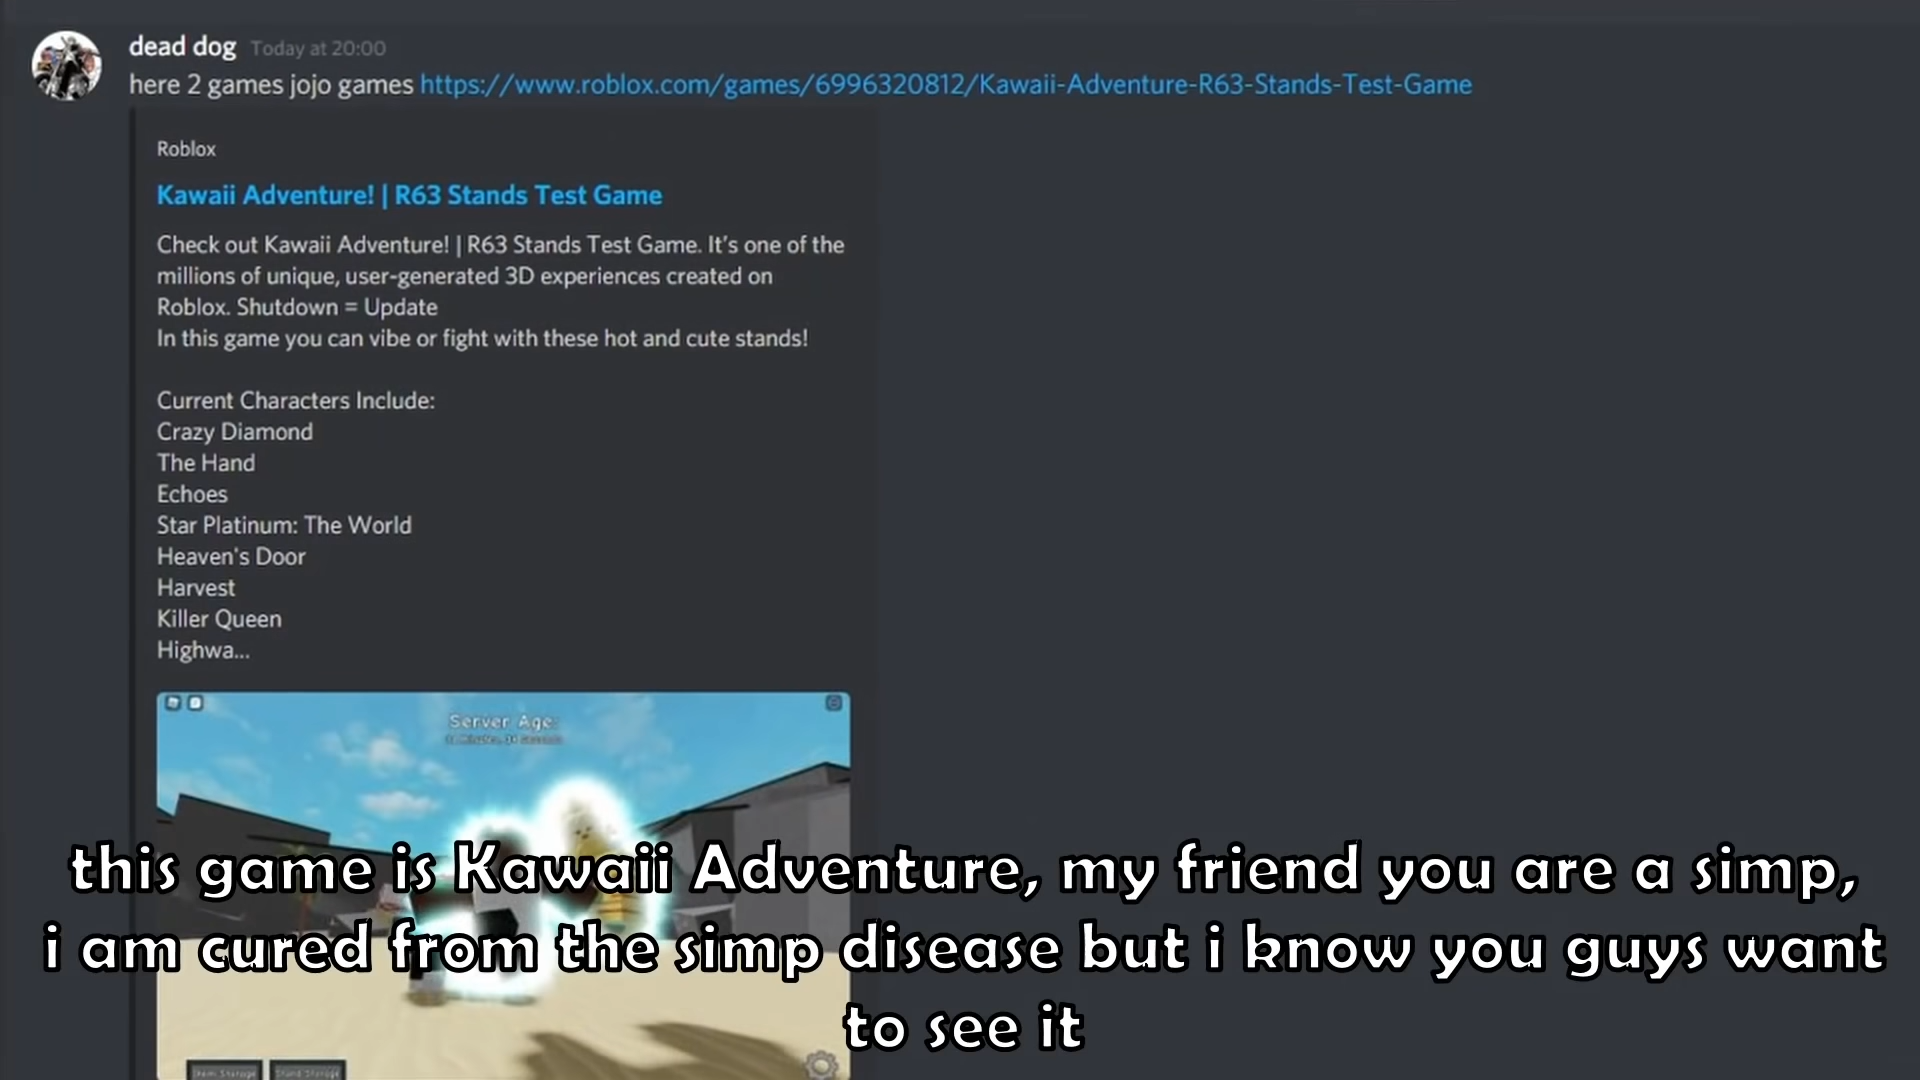 dead dog Today at 20:00
here 2 games jojo games https://www.roblox.com/games/6996320812/Kawaii-Adventure-R63-Stands-Test-Game
Roblox
Kawaii Adventure! | R63 Stands Test Game
Check out Kawaii Adventure! | R63 Stands Test Game. It's one of the
millions of unique, user-generated 3D experiences created on
Roblox. Shutdown = Update
In this game you can vibe or fight with these hot and cute stands!
Current Characters Include:
Crazy Diamond
The Hand
Echoes
Star Platinum: The World
Heaven's Door
Harvest
Killer Queen
Highwa...
Server Age:
this game is Kawaii Adventure, my friend you are a simp,
i am cured from the simp disease but i know you guys want
to see it
Item Storage Stand Storage